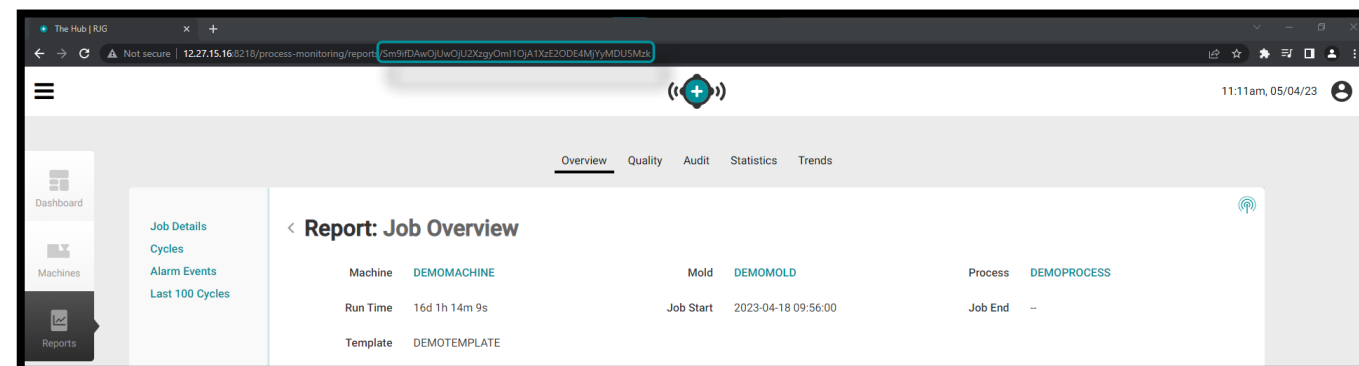 The Hub | RJG
Not secure | 12.27.15.16:8218/process-monitoring/reports/Sm9ifDAwOjUwOjU2XzgyOmI1OjA1XzE2ODE4MjYyMDU5Mzk
11:11am, 05/04/23
Overview Quality Audit Statistics Trends
Dashboard
Machines
Reports
Job Details
Cycles
Alarm Events
Last 100 Cycles
< Report: Job Overview
Machine DEMOMACHINE Mold DEMOMOLD Process DEMOPROCESS
Run Time 16d 1h 14m 9s Job Start 2023-04-18 09:56:00 Job End --
Template DEMOTEMPLATE